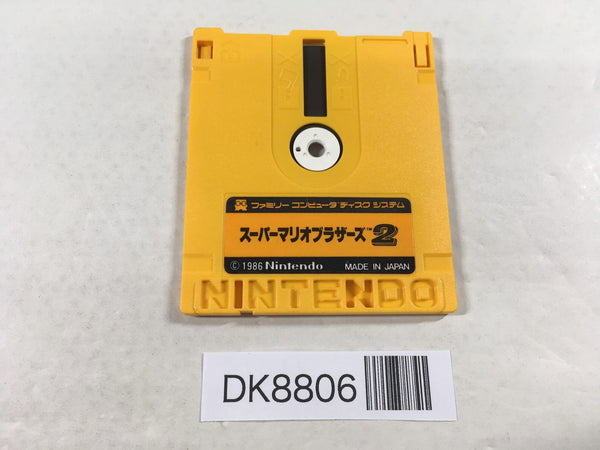 ファミリー コンピュータ ディスク システム
スーパーマリオブラザーズ™2
© 1986 Nintendo MADE IN JAPAN
NINTENDO
DK8806